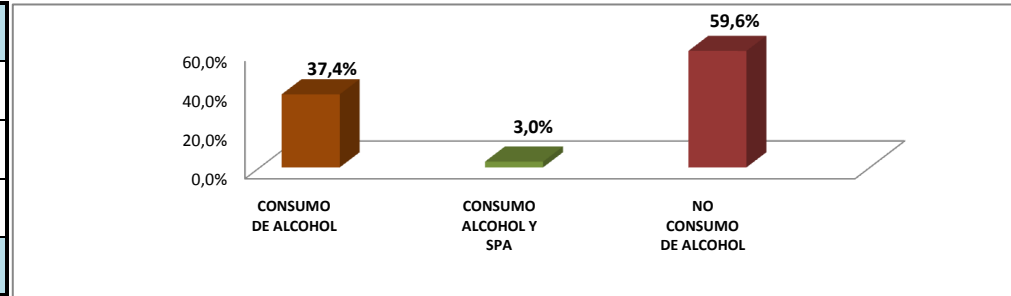 59,6%
60,0%
37,4%
40,0%
3,0%
20,0%
0,0%
CONSUMO
DE ALCOHOL
CONSUMO
ALCOHOL Y
SPA
NO
CONSUMO
DE ALCOHOL